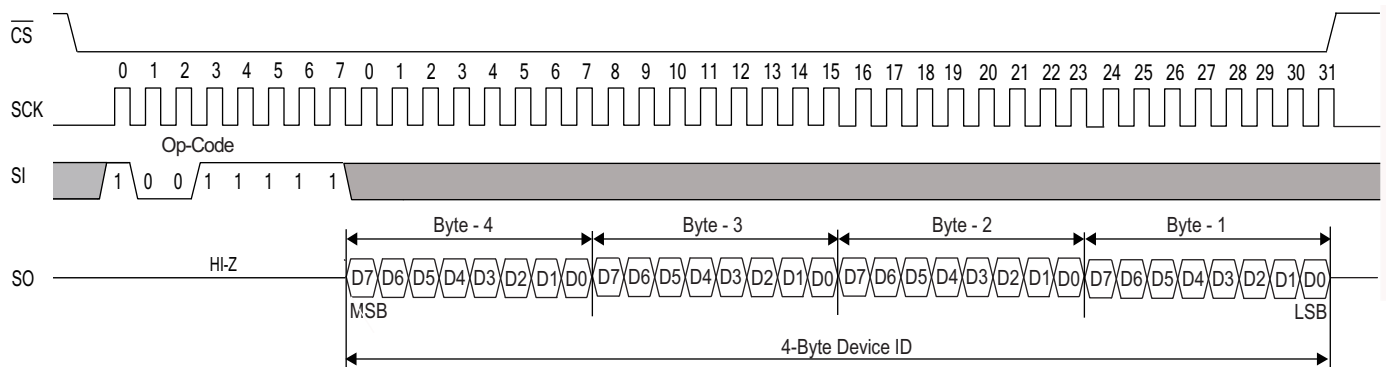 CS
0 1 2 3 4 5 6 7 0 1 2 3 4 5 6 7 8 9 10 11 12 13 14 15 16 17 18 19 20 21 22 23 24 25 26 27 28 29 30 31
SCK
Op-Code
SI 1 0 0 1 1 1 1 1
Byte - 4 Byte - 3 Byte - 2 Byte - 1
HI-Z
SO D7 D6 D5 D4 D3 D2 D1 D0 D7 D6 D5 D4 D3 D2 D1 D0 D7 D6 D5 D4 D3 D2 D1 D0 D7 D6 D5 D4 D3 D2 D1 D0
MSB LSB
4-Byte Device ID